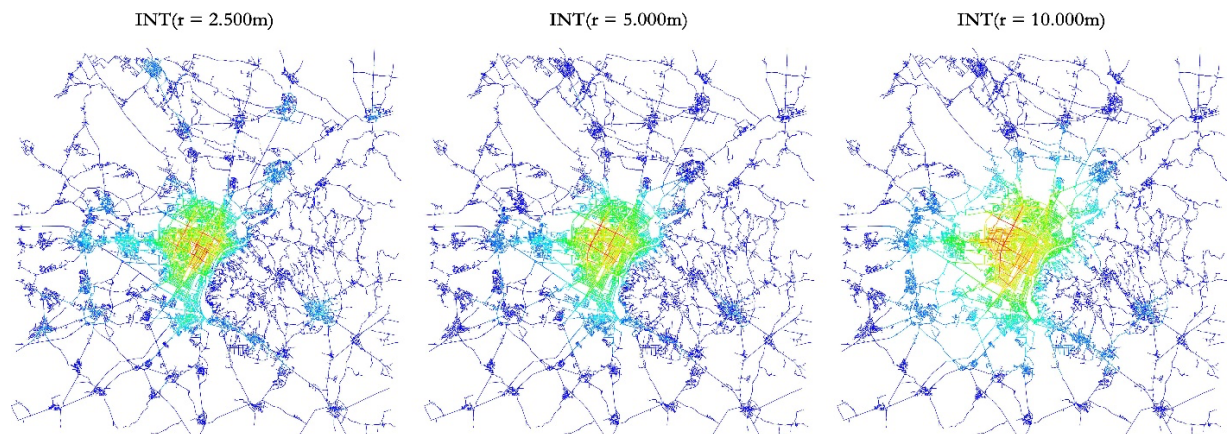 INT(r = 2.500m)
INT(r = 5.000m)
INT(r = 10.000m)